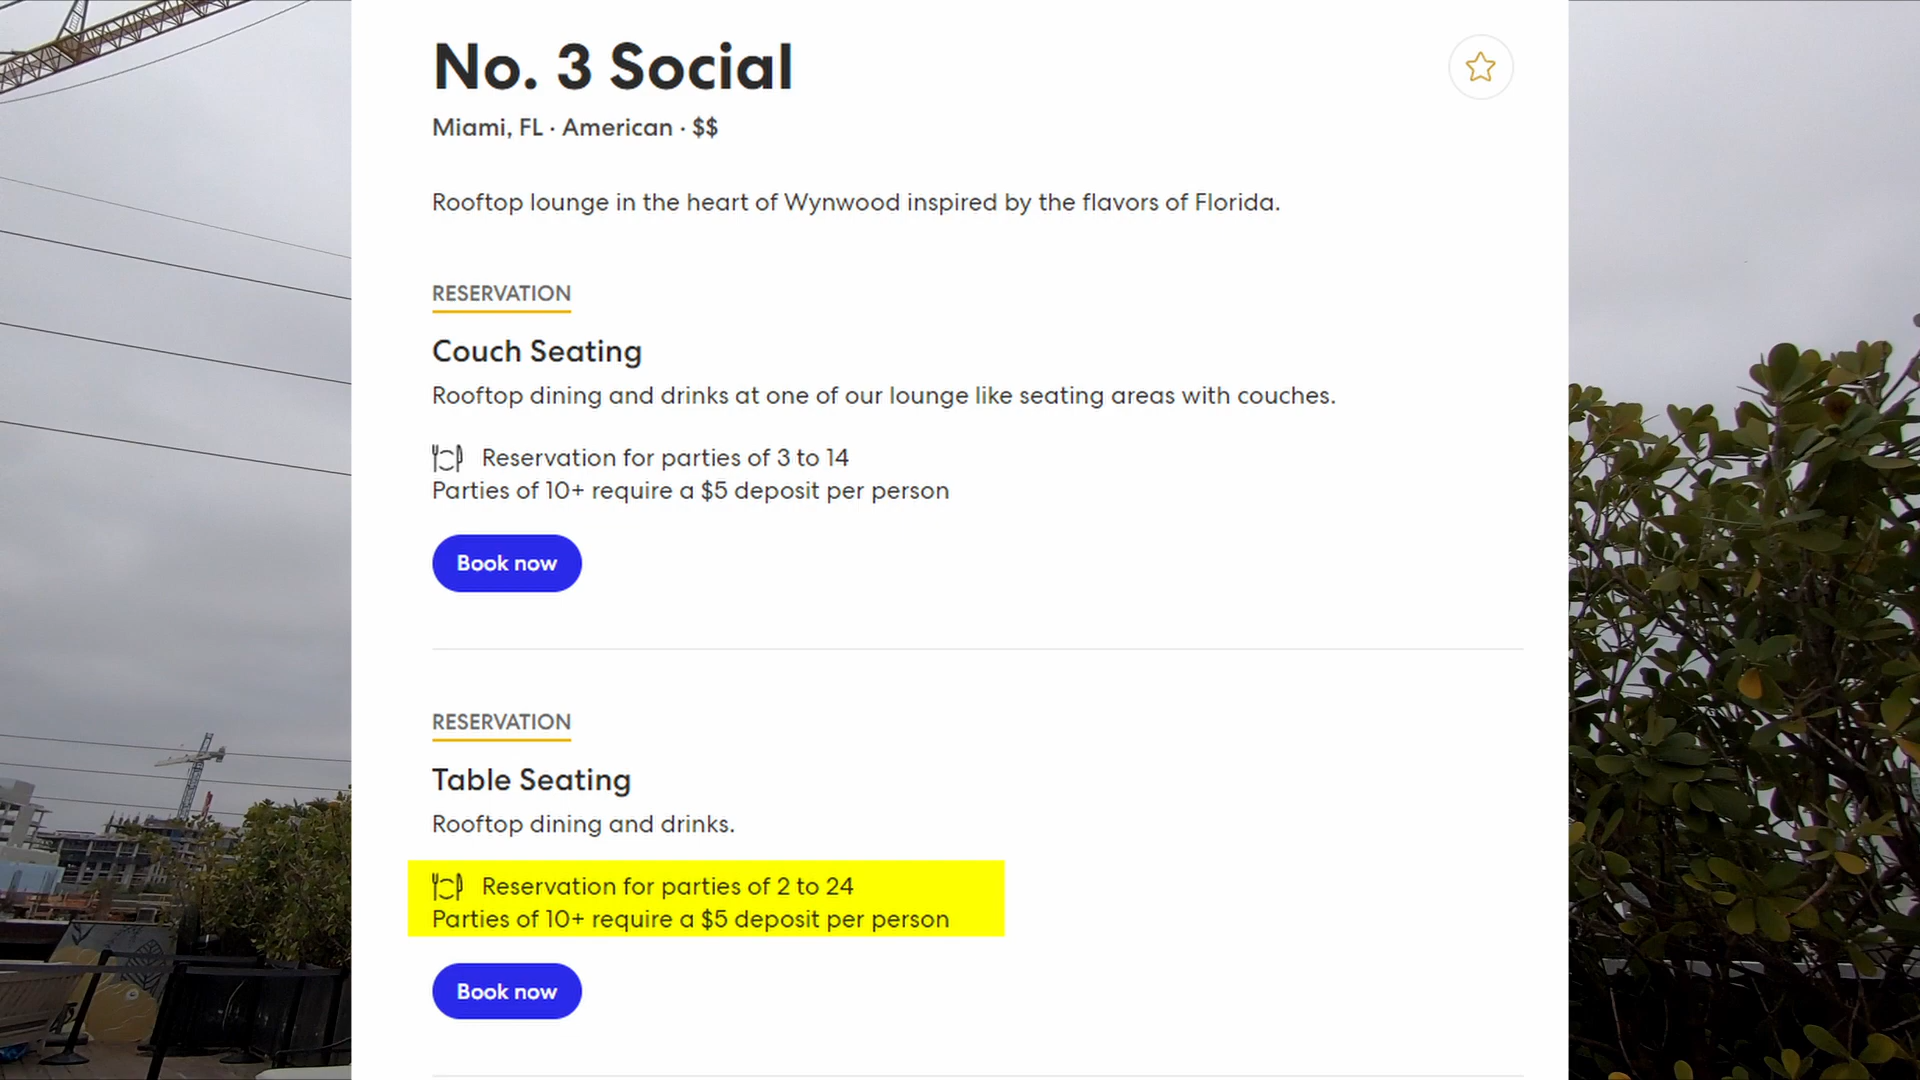 No. 3 Social
Miami, FL · American · $$
Rooftop lounge in the heart of Wynwood inspired by the flavors of Florida.
RESERVATION
Couch Seating
Rooftop dining and drinks at one of our lounge like seating areas with couches.
Reservation for parties of 3 to 14
Parties of 10+ require a $5 deposit per person
Book now
RESERVATION
Table Seating
Rooftop dining and drinks.
Reservation for parties of 2 to 24
Parties of 10+ require a $5 deposit per person
Book now